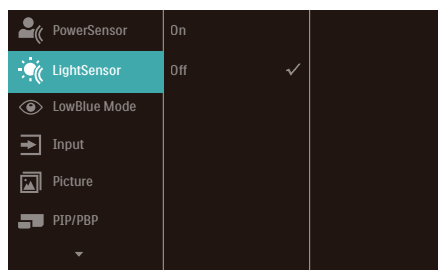 PowerSensor
On
LightSensor
Off
LowBlue Mode
Input
Picture
PIP/PBP